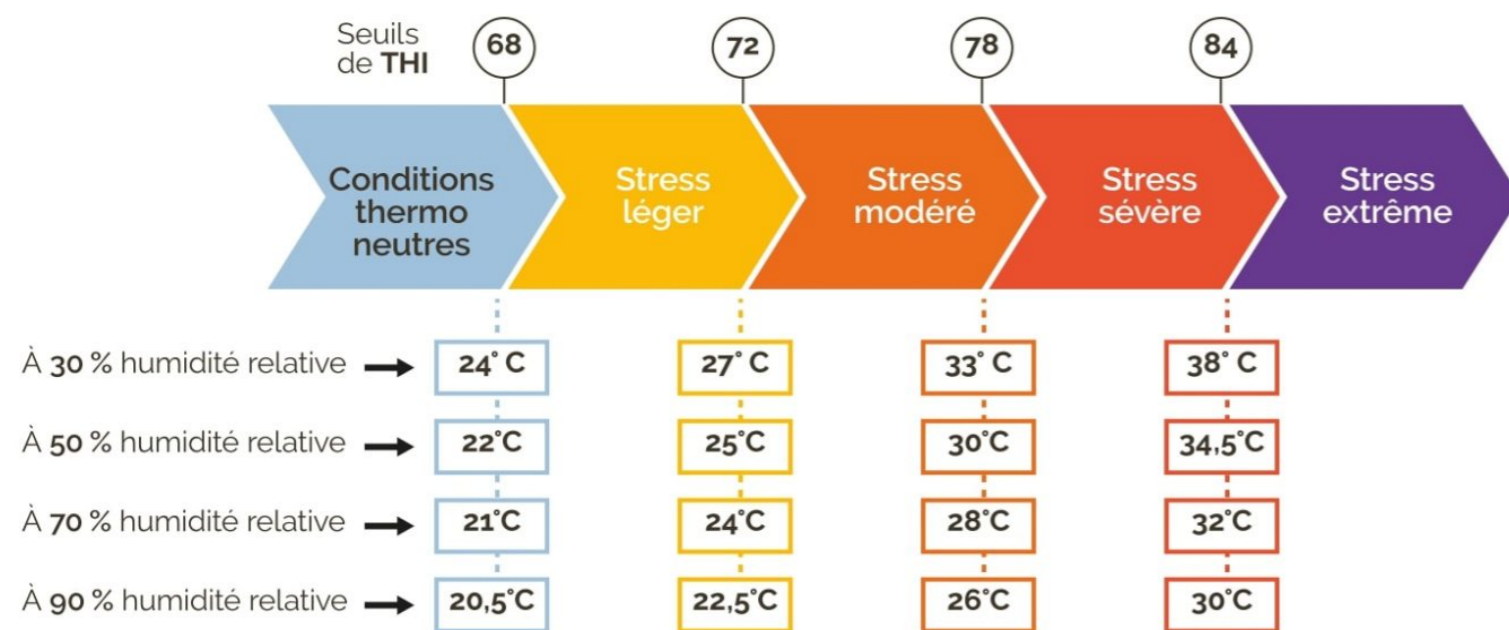 Seuils
de THI
68
72
78
84
Conditions
thermo
neutres
Stress
léger
Stress
modéré
Stress
sévère
Stress
extrême
À 30 % humidité relative
24° C
27° C
33° C
38° C
À 50 % humidité relative
22°C
25°C
30°C
34,5°C
À 70 % humidité relative
21°C
24°C
28°C
32°C
À 90 % humidité relative
20,5°C
22,5°C
26°C
30°C